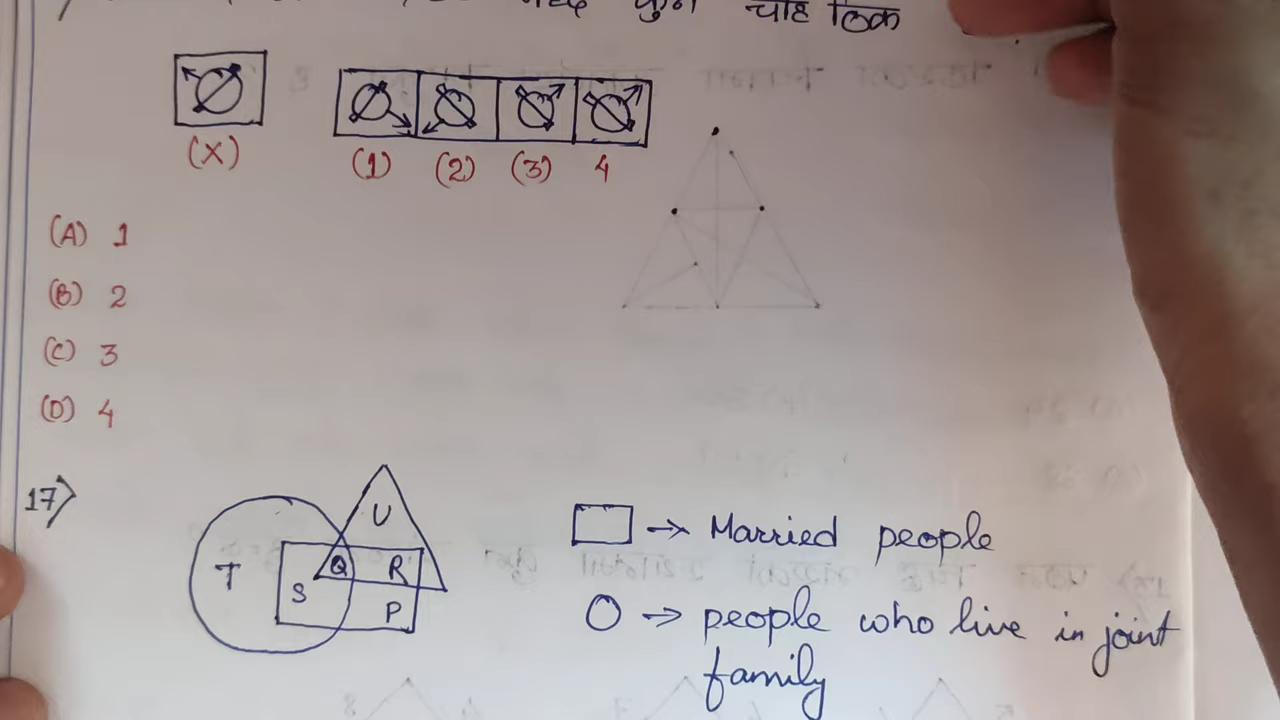 चाहि ठिक
(X) (1) (2) (3) 4
(A) 1
(B) 2
(C) 3
(D) 4
17)
U
T Q R
S P
→ Married people
→ people who live in joint
family